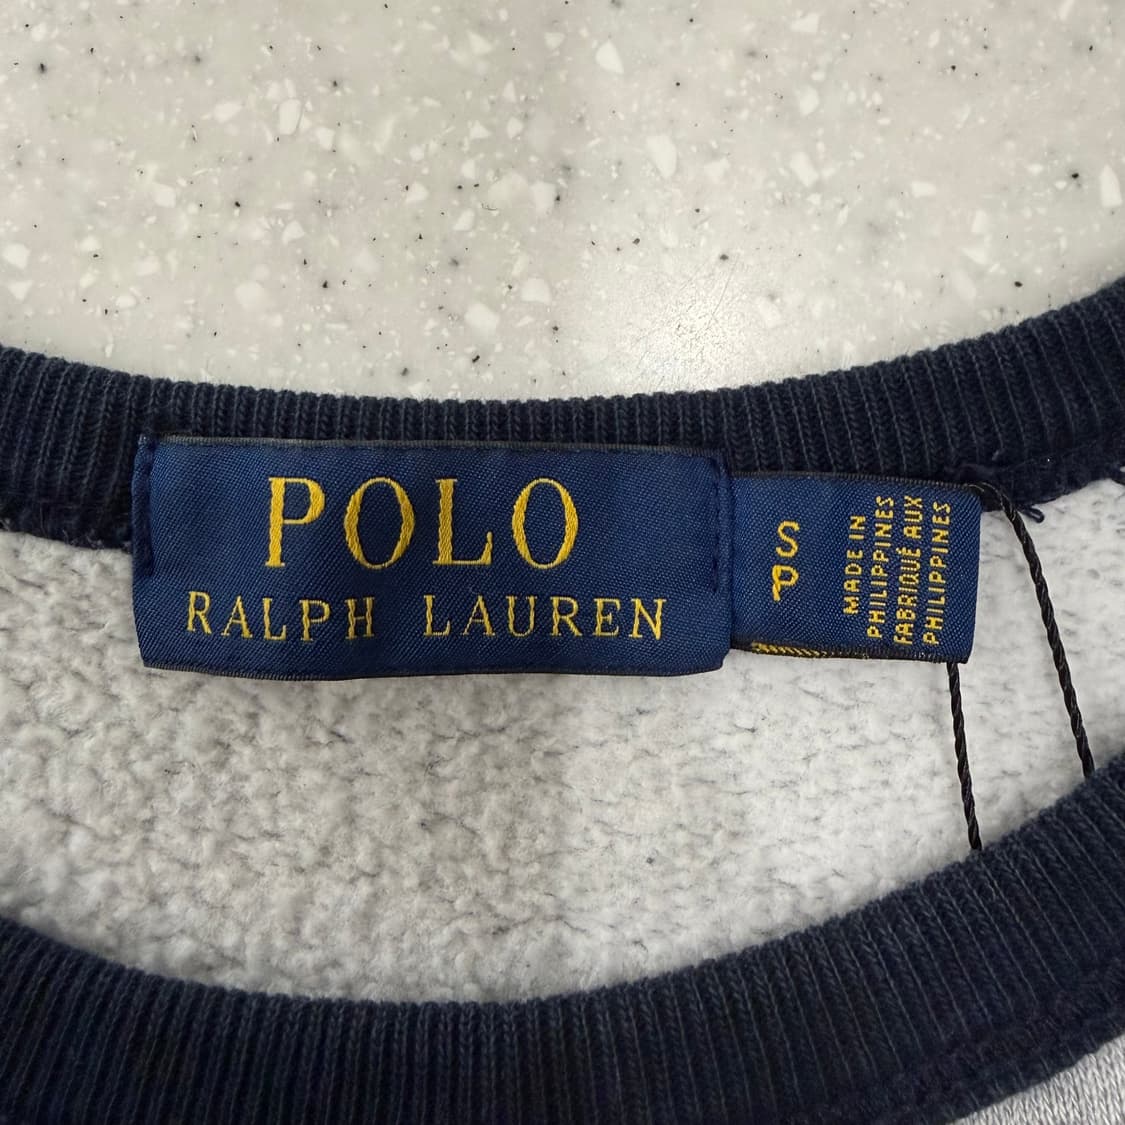 POLO
RALPH LAUREN
S
P
MADE IN
PHILIPPINES
FABRIQUÉ AUX
PHILIPPINES